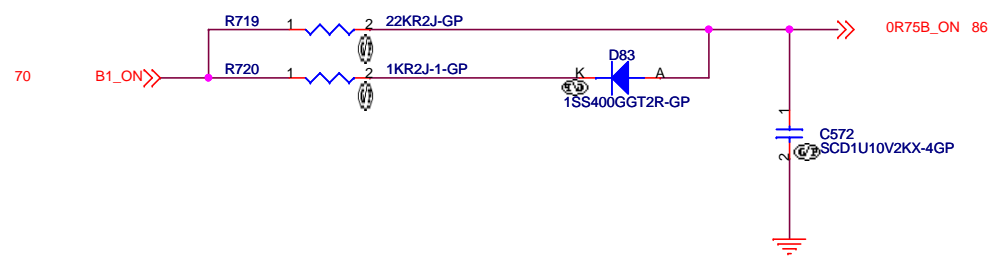 R719 1 2 22KR2J-GP
0R75B_ON 86
G/P
70 B1_ON
R720 1 2 1KR2J-1-GP
G/P
D83
K A
1SS400GGT2R-GP
1
C572
SCD1U10V2KX-4GP
G/P
2